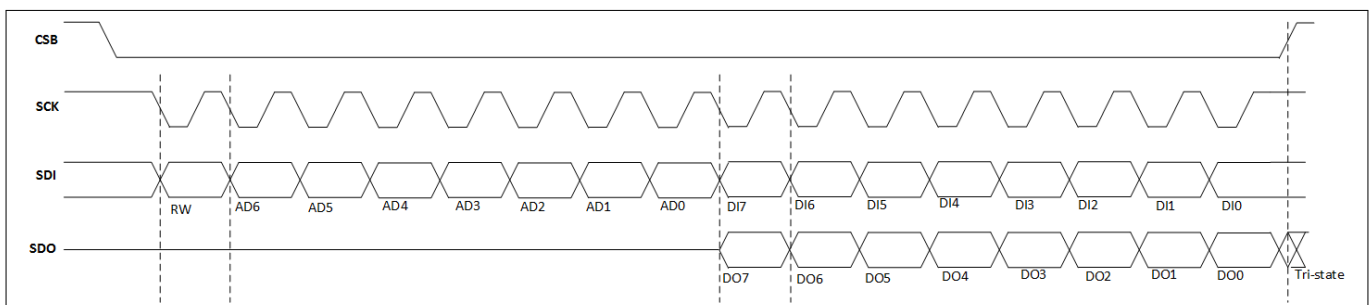 CSB
SCK
SDI
RW AD6 AD5 AD4 AD3 AD2 AD1 AD0 DI7 DI6 DI5 DI4 DI3 DI2 DI1 DI0
SDO
DO7 DO6 DO5 DO4 DO3 DO2 DO1 DO0 Tri-state